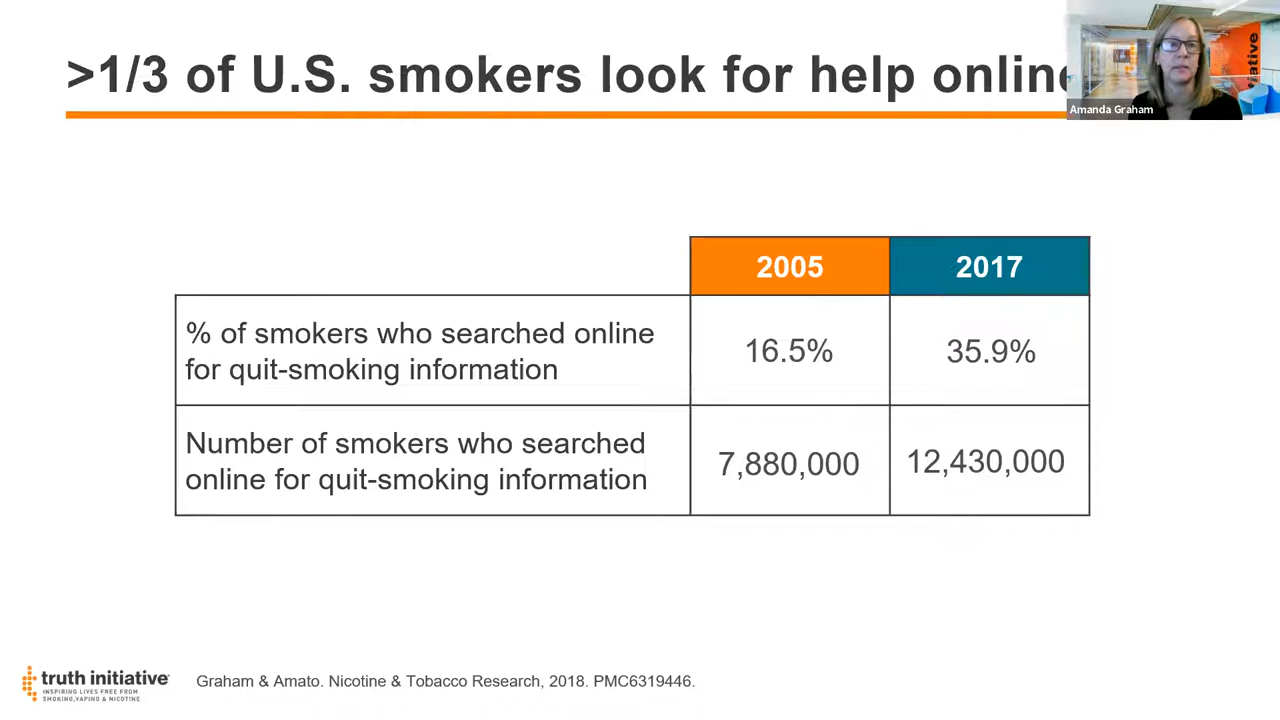 >1/3 of U.S. smokers look for help online
Amanda Graham
2005
2017
% of smokers who searched online
for quit-smoking information
16.5%
35.9%
Number of smokers who searched
online for quit-smoking information
7,880,000
12,430,000
truth initiative
INSPIRING LIVES FREE FROM
SMOKING, VAPING & NICOTINE
Graham & Amato. Nicotine & Tobacco Research, 2018. PMC6319446.